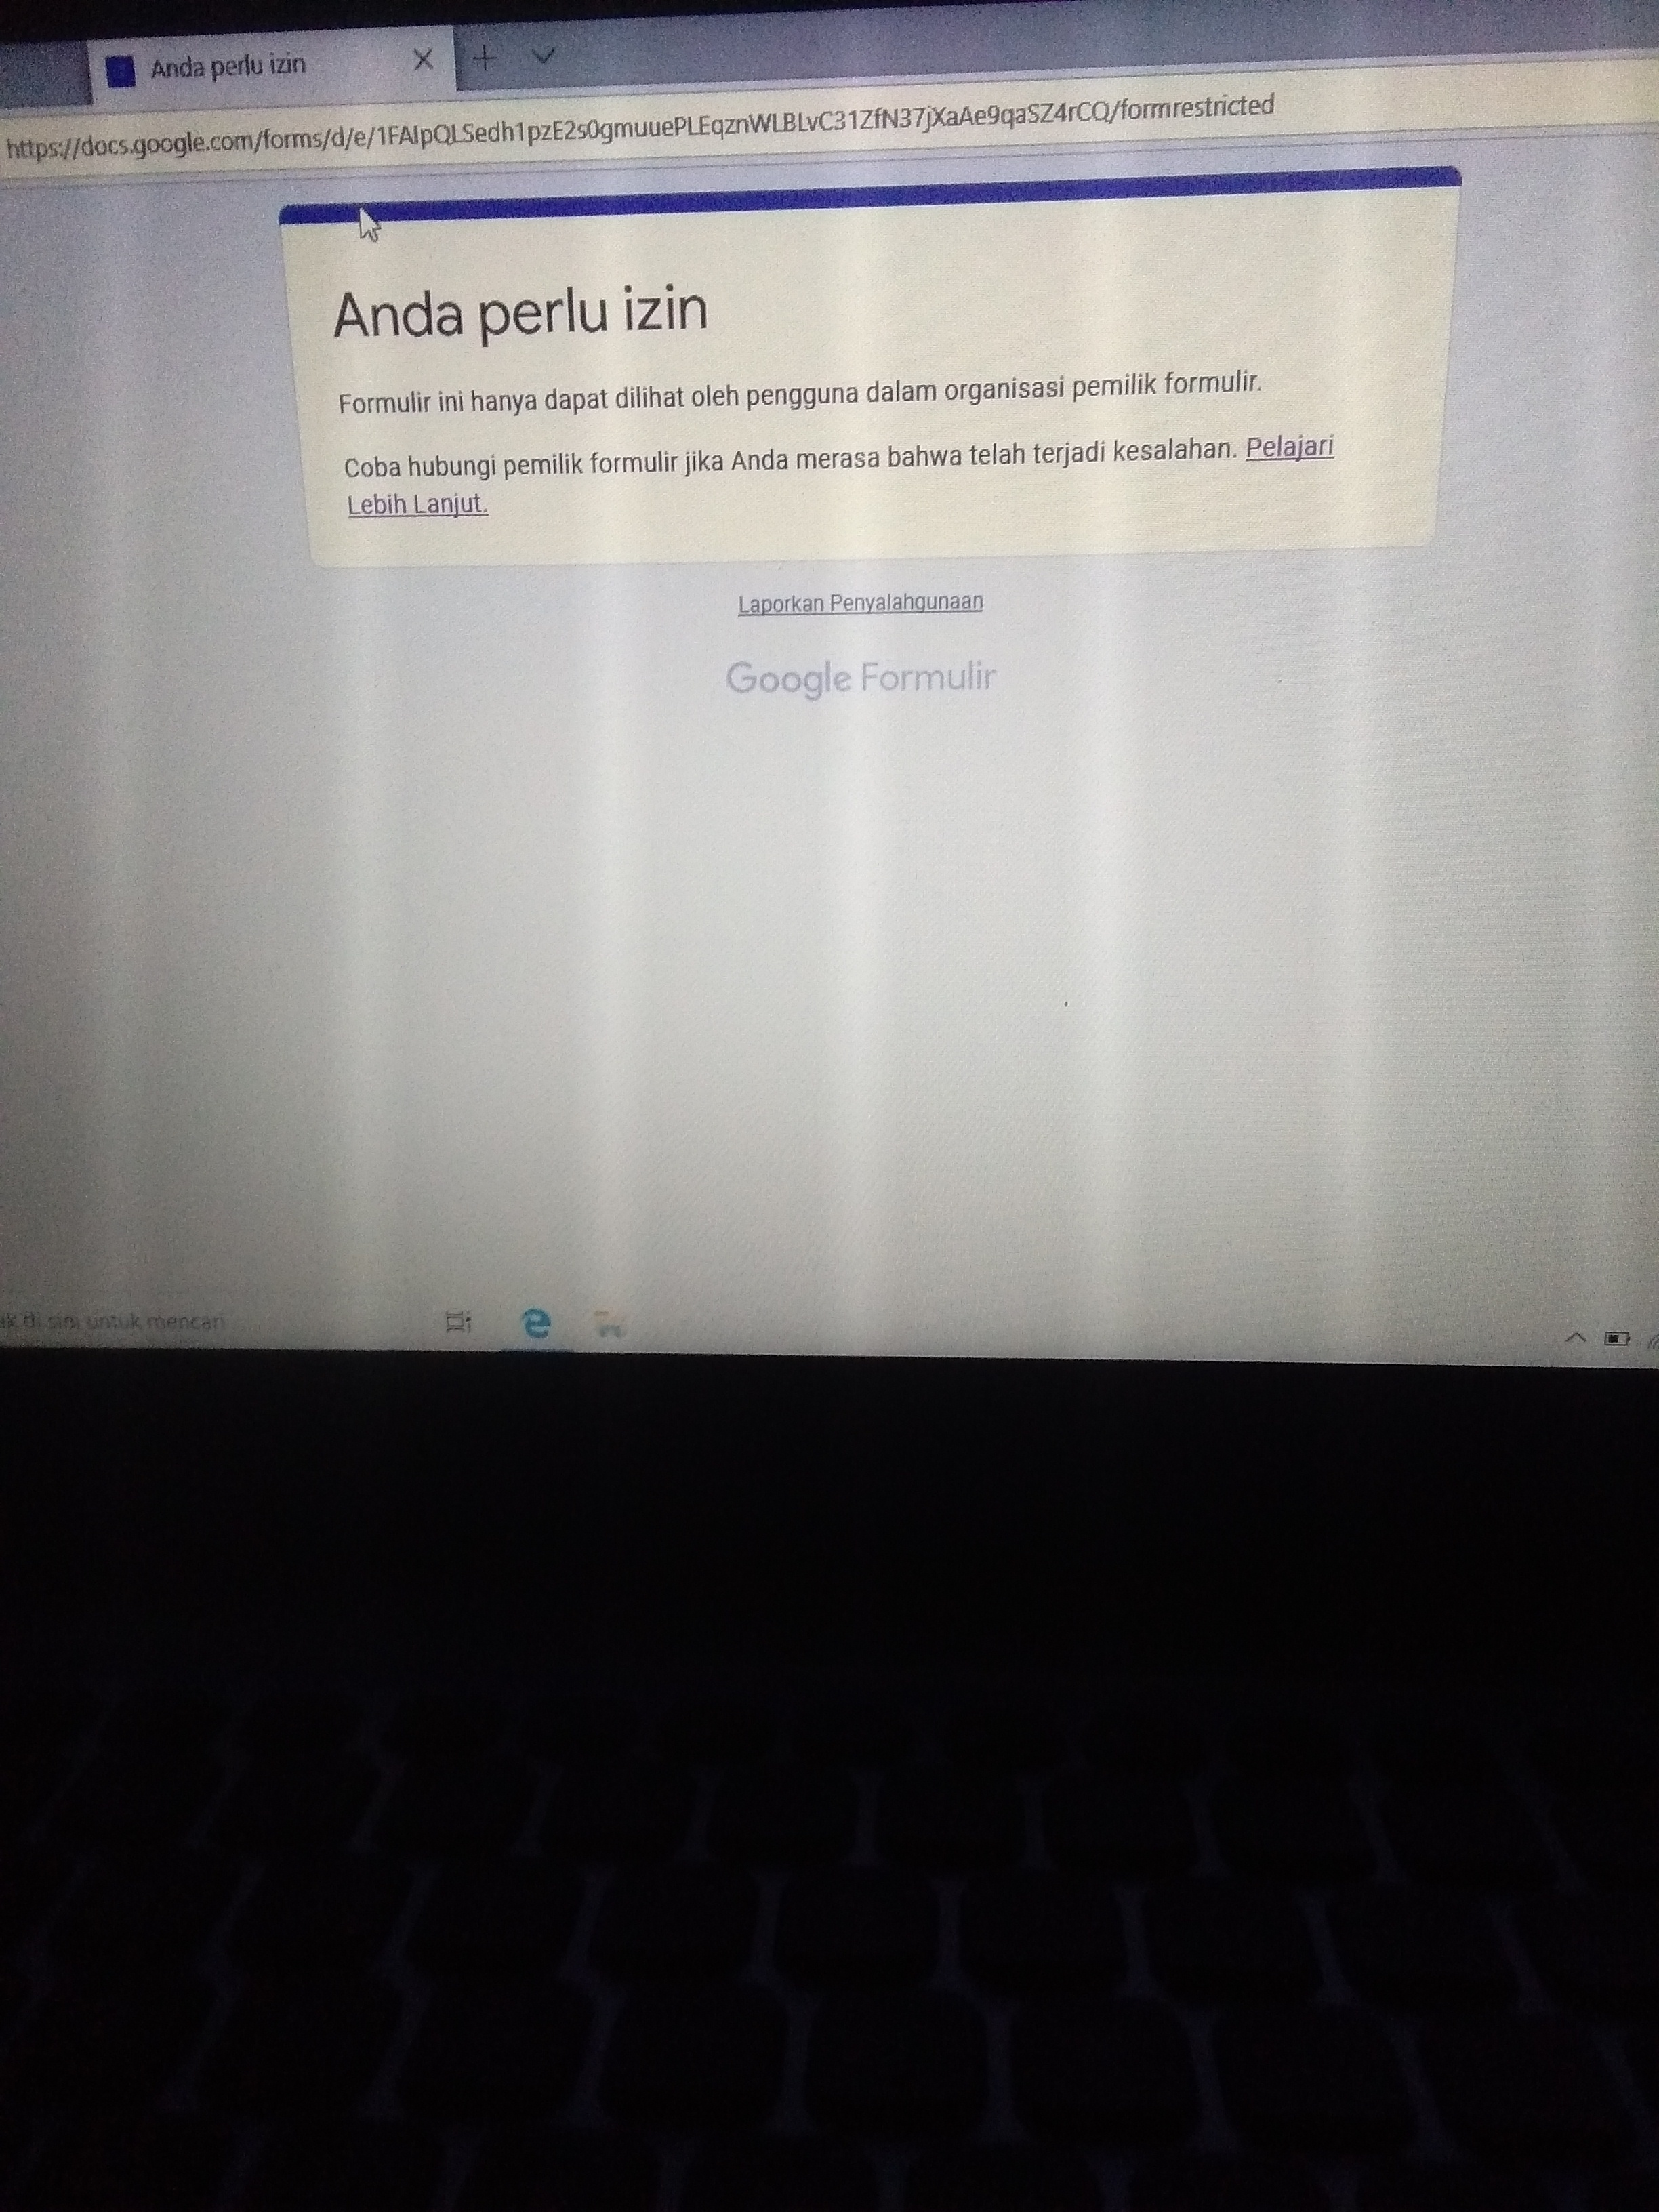 Anda perlu izin
https://docs.google.com/forms/d/e/1FAIpQLSedh1pzE2s0gmuuePLEqznWLBLvC31ZfN37jXaAe9qaSZ4rCQ/formrestricted
Anda perlu izin
Formulir ini hanya dapat dilihat oleh pengguna dalam organisasi pemilik formulir.
Coba hubungi pemilik formulir jika Anda merasa bahwa telah terjadi kesalahan. Pelajari
Lebih Lanjut.
Laporkan Penyalahgunaan
Google Formulir
di sini untuk mencari